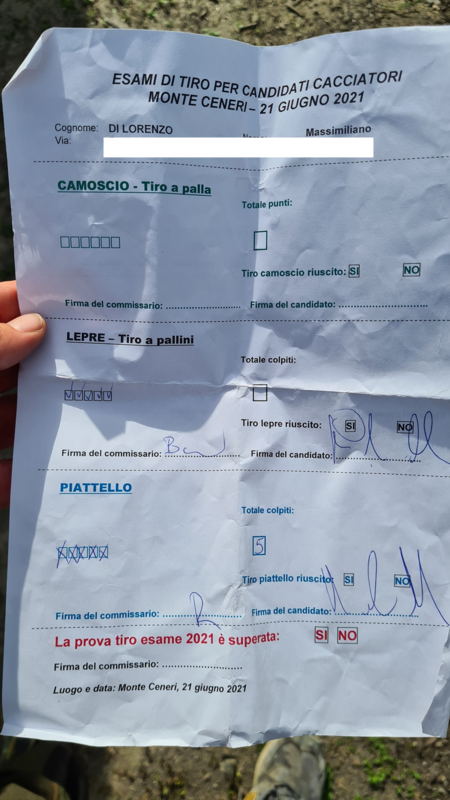 ESAMI DI TIRO PER CANDIDATI CACCIATORI
MONTE CENERI – 21 GIUGNO 2021
Cognome: DI LORENZO Massimiliano
Via:
CAMOSCIO - Tiro a palla
Totale punti:
Tiro camoscio riuscito: SI NO
Firma del commissario: Firma del candidato:
LEPRE – Tiro a pallini
Totale colpiti:
Tiro lepre riuscito: SI NO
Firma del commissario: Firma del candidato:
PIATTELLO
Totale colpiti:
5
Tiro piattello riuscito: SI NO
Firma del commissario: Firma del candidato:
La prova tiro esame 2021 è superata: SI NO
Firma del commissario:
Luogo e data: Monte Ceneri, 21 giugno 2021